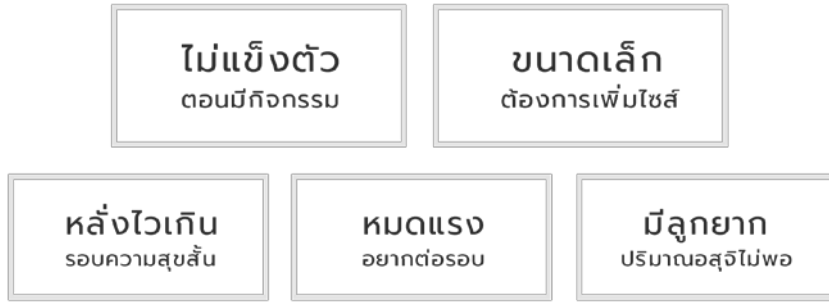 ไม่แข็งตัว
ตอนมีกิจกรรม
ขนาดเล็ก
ต้องการเพิ่มไซส์
หลั่งไวเกิน
รอบความสุขสั้น
หมดแรง
อยากต่อรอบ
มีลูกยาก
ปริมาณอสุจิไม่พอ